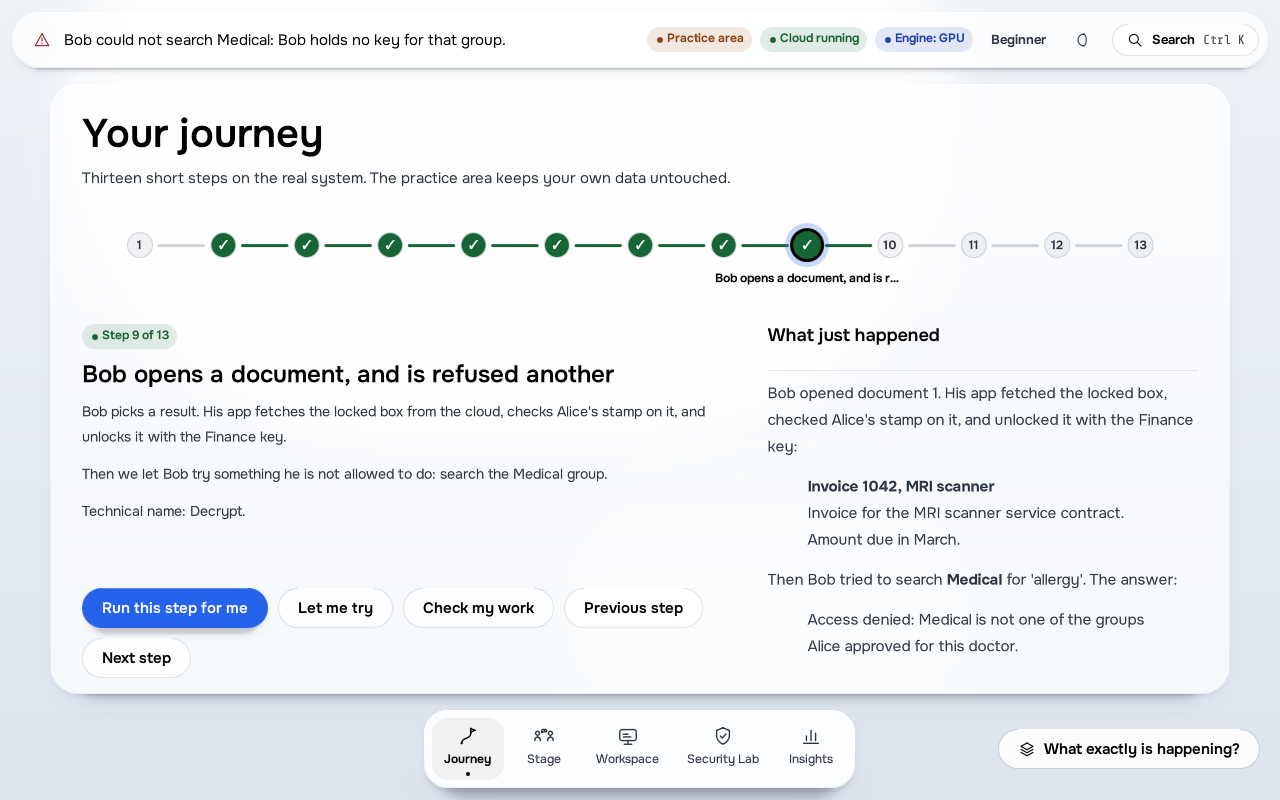 Bob could not search Medical: Bob holds no key for that group.
Practice area
Cloud running
Engine: GPU
Beginner
Search Ctrl K
Your journey
Thirteen short steps on the real system. The practice area keeps your own data untouched.
1 ✓ ✓ ✓ ✓ ✓ ✓ ✓ ✓ 10 11 12 13
Bob opens a document, and is r...
Step 9 of 13
Bob opens a document, and is refused another
Bob picks a result. His app fetches the locked box from the cloud, checks Alice's stamp on it, and
unlocks it with the Finance key.
Then we let Bob try something he is not allowed to do: search the Medical group.
Technical name: Decrypt.
Run this step for me
Let me try
Check my work
Previous step
Next step
What just happened
Bob opened document 1. His app fetched the locked box,
checked Alice's stamp on it, and unlocked it with the Finance
key:
Invoice 1042, MRI scanner
Invoice for the MRI scanner service contract.
Amount due in March.
Then Bob tried to search Medical for 'allergy'. The answer:
Access denied: Medical is not one of the groups
Alice approved for this doctor.
Journey
Stage
Workspace
Security Lab
Insights
What exactly is happening?